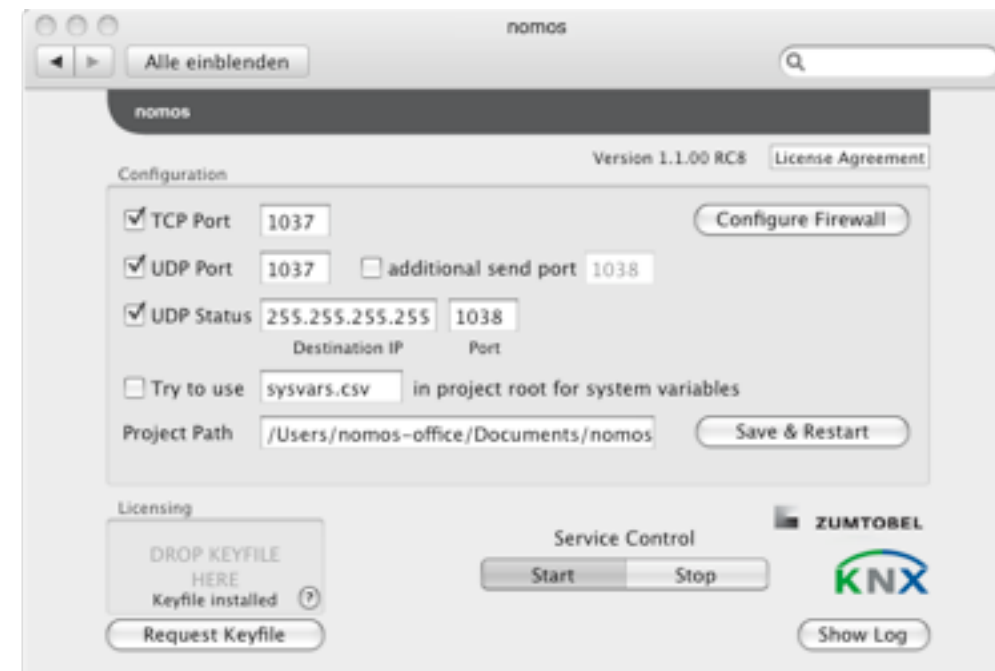 nomos
Alle einblenden
nomos
Version 1.1.00 RC8 License Agreement
Configuration
TCP Port 1037 Configure Firewall
UDP Port 1037 additional send port 1038
UDP Status 255.255.255.255 1038
Destination IP Port
Try to use sysvars.csv in project root for system variables
Project Path /Users/nomos-office/Documents/nomos Save & Restart
Licensing
ZUMTOBEL
Service Control
DROP KEYFILE
HERE
Start Stop
KNX
Keyfile installed ?
Request Keyfile Show Log